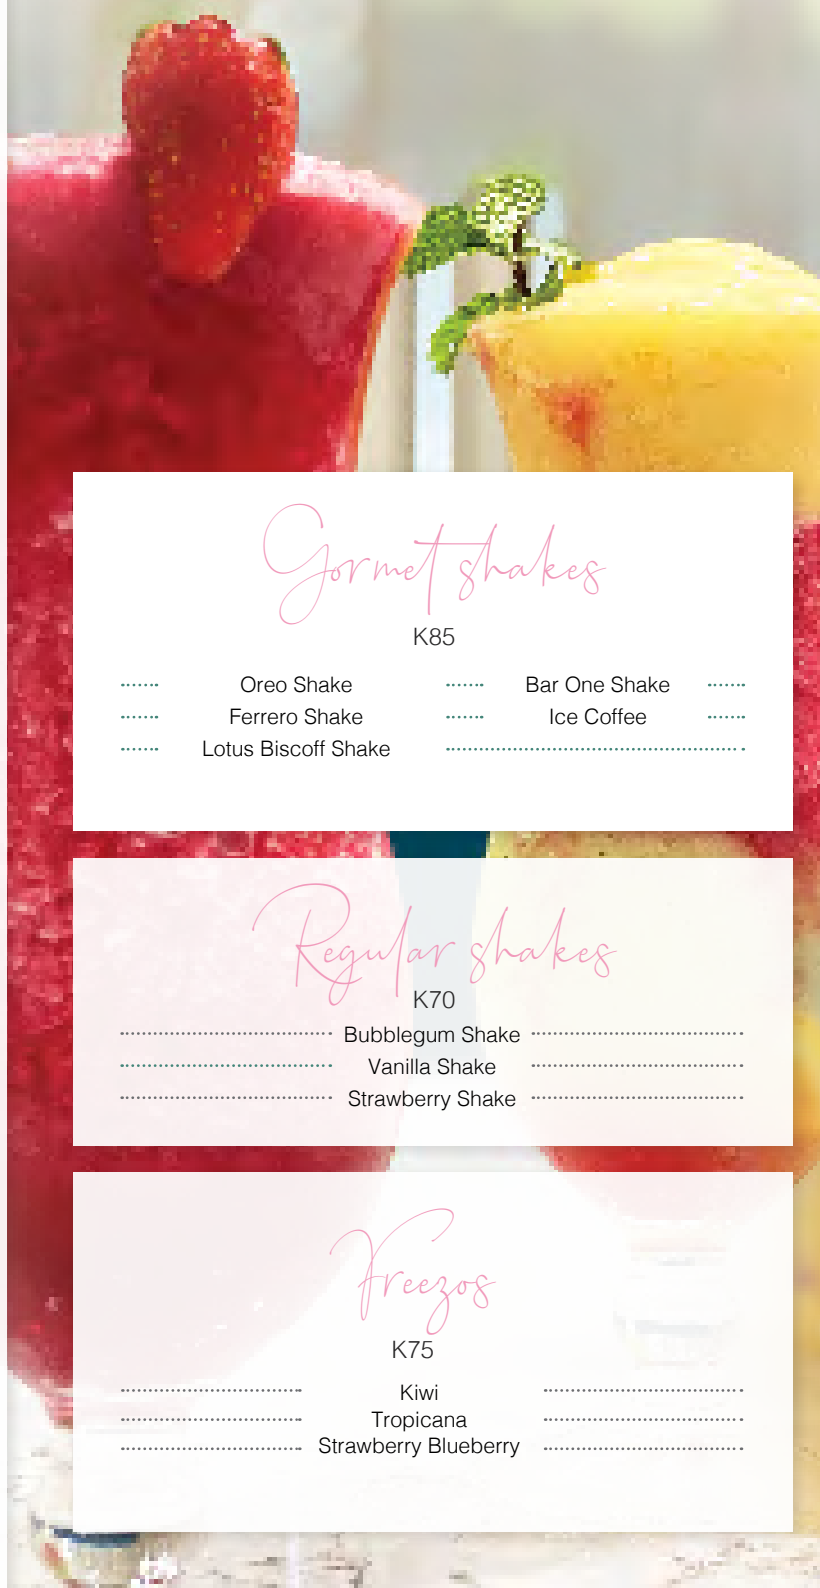 Gormet shakes
K85
Oreo Shake Bar One Shake
Ferrero Shake Ice Coffee
Lotus Biscoff Shake
Regular shakes
K70
Bubblegum Shake
Vanilla Shake
Strawberry Shake
Freezos
K75
Kiwi
Tropicana
Strawberry Blueberry